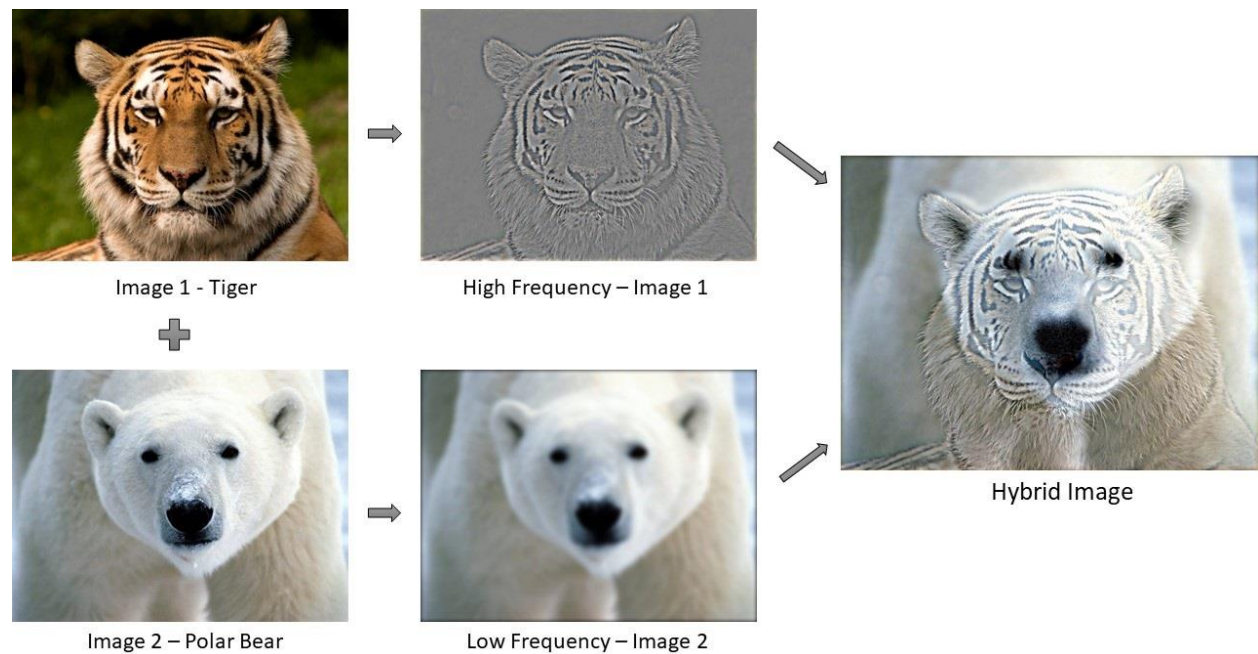 Image 1 - Tiger
High Frequency – Image 1
Hybrid Image
Image 2 – Polar Bear
Low Frequency – Image 2